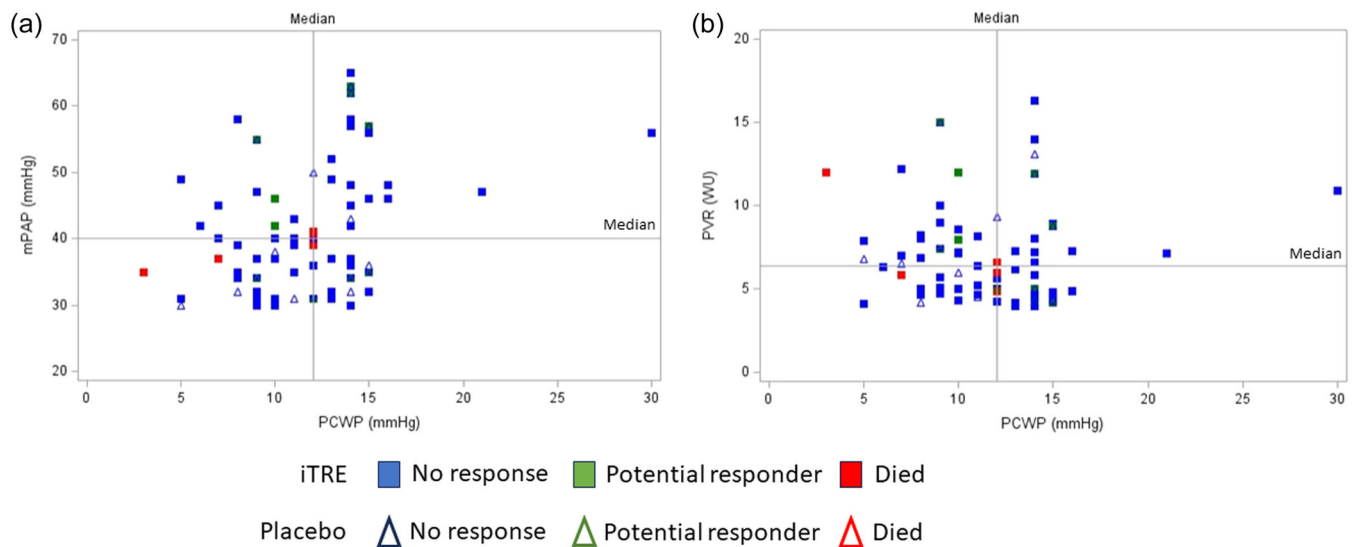 (a)
Median
70
60
50
40
30
20
mPAP (mmHg)
Median
0
5
10
15
20
25
30
PCWP (mmHg)
(b)
Median
20
15
10
5
0
PVR (WU)
Median
0
5
10
15
20
25
30
PCWP (mmHg)
iTRE No response Potential responder Died
Placebo No response Potential responder Died